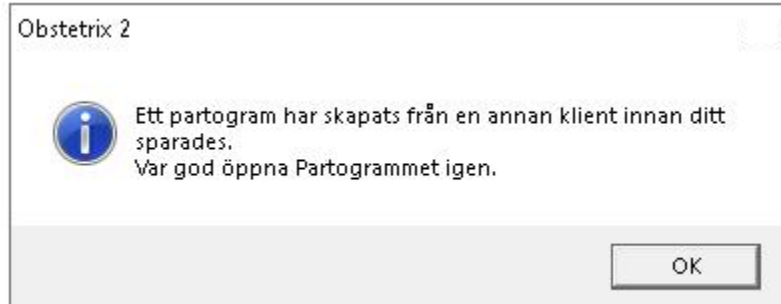 Obstetrix 2
Ett partogram har skapats från en annan klient innan ditt
sparades.
Var god öppna Partogrammet igen.
OK